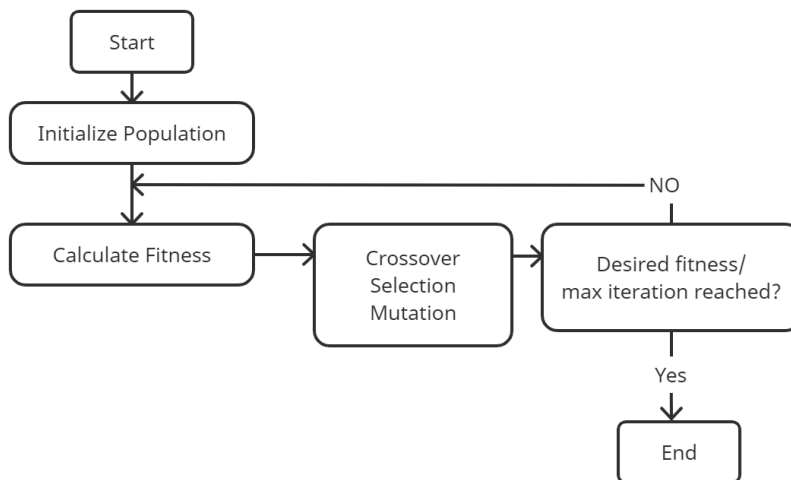 Start
Initialize Population
NO
Calculate Fitness
Crossover
Selection
Mutation
Desired fitness/
max iteration reached?
Yes
End